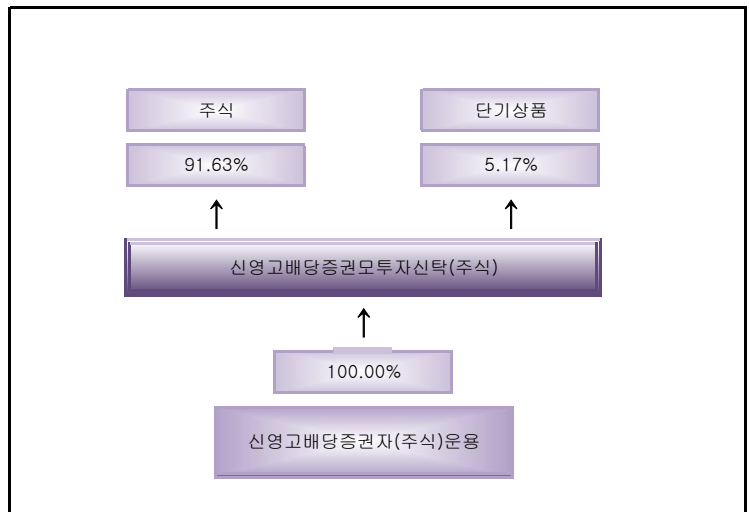 주식
단기상품
91.63%
5.17%
신영고배당증권모투자신탁(주식)
100.00%
신영고배당증권자(주식)운용